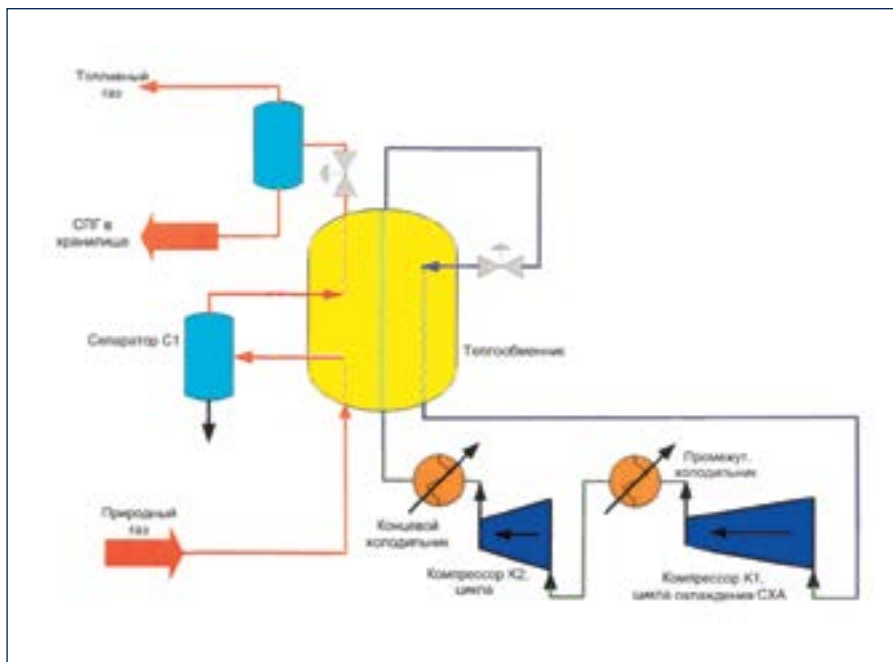 Топливный
газ
СПГ в
хранилище
Сепаратор С1
Теплообменник
Природный
газ
Концевой
холодильник
Промежут.
холодильник
Компрессор К2,
цикла
Компрессор К1,
цикла охлаждения СХА